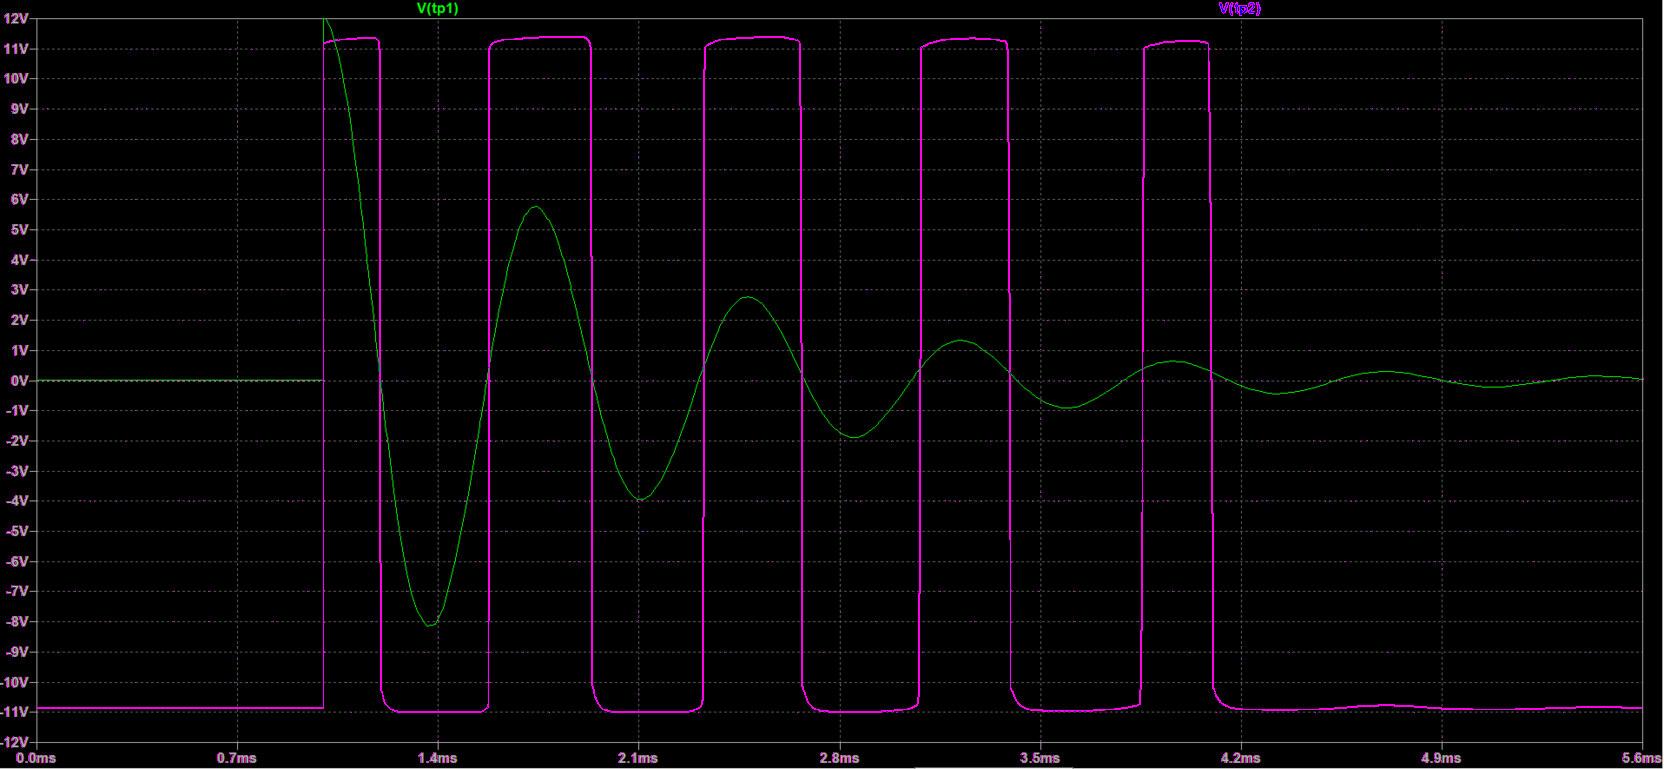 V(tp1) V(tp2)
12V
11V
10V
9V
8V
7V
6V
5V
4V
3V
2V
1V
0V
-1V
-2V
-3V
-4V
-5V
-6V
-7V
-8V
-9V
-10V
-11V
-12V
0.0ms 0.7ms 1.4ms 2.1ms 2.8ms 3.5ms 4.2ms 4.9ms 5.6ms